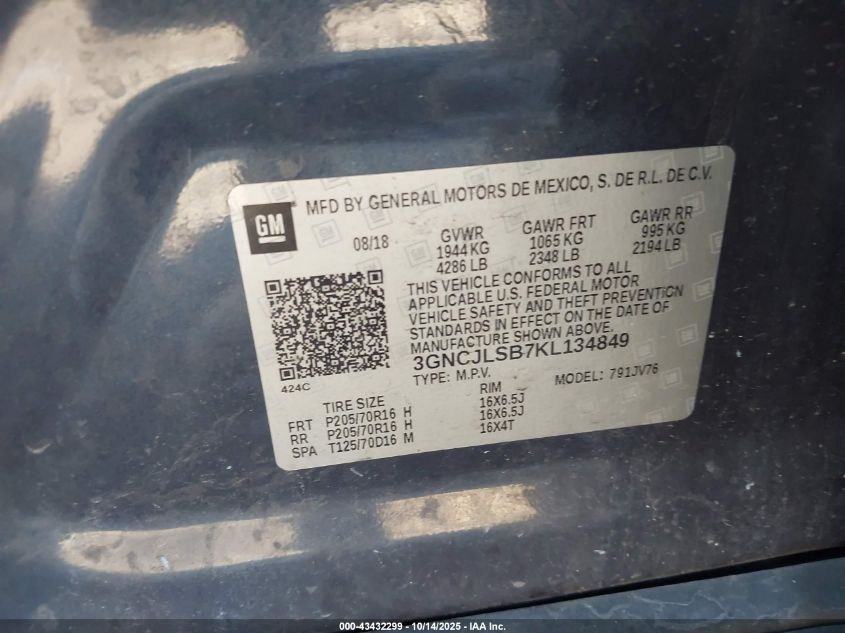 GM
MFD BY GENERAL MOTORS DE MEXICO, S. DE R.L. DE C.V.
08/18
GVWR
1944 KG
4286 LB
GAWR FRT
1065 KG
2348 LB
GAWR RR
995 KG
2194 LB
THIS VEHICLE CONFORMS TO ALL
APPLICABLE U.S. FEDERAL MOTOR
VEHICLE SAFETY AND THEFT PREVENTION
STANDARDS IN EFFECT ON THE DATE OF
MANUFACTURE SHOWN ABOVE.
3GNCJLSB7KL134849
TYPE: M.P.V.
MODEL: 791JV76
424C
TIRE SIZE RIM
FRT P205/70R16 H 16X6.5J
RR P205/70R16 H 16X6.5J
SPA T125/70D16 M 16X4T
000-43432299 | 10/14/2025 - IAA Inc.